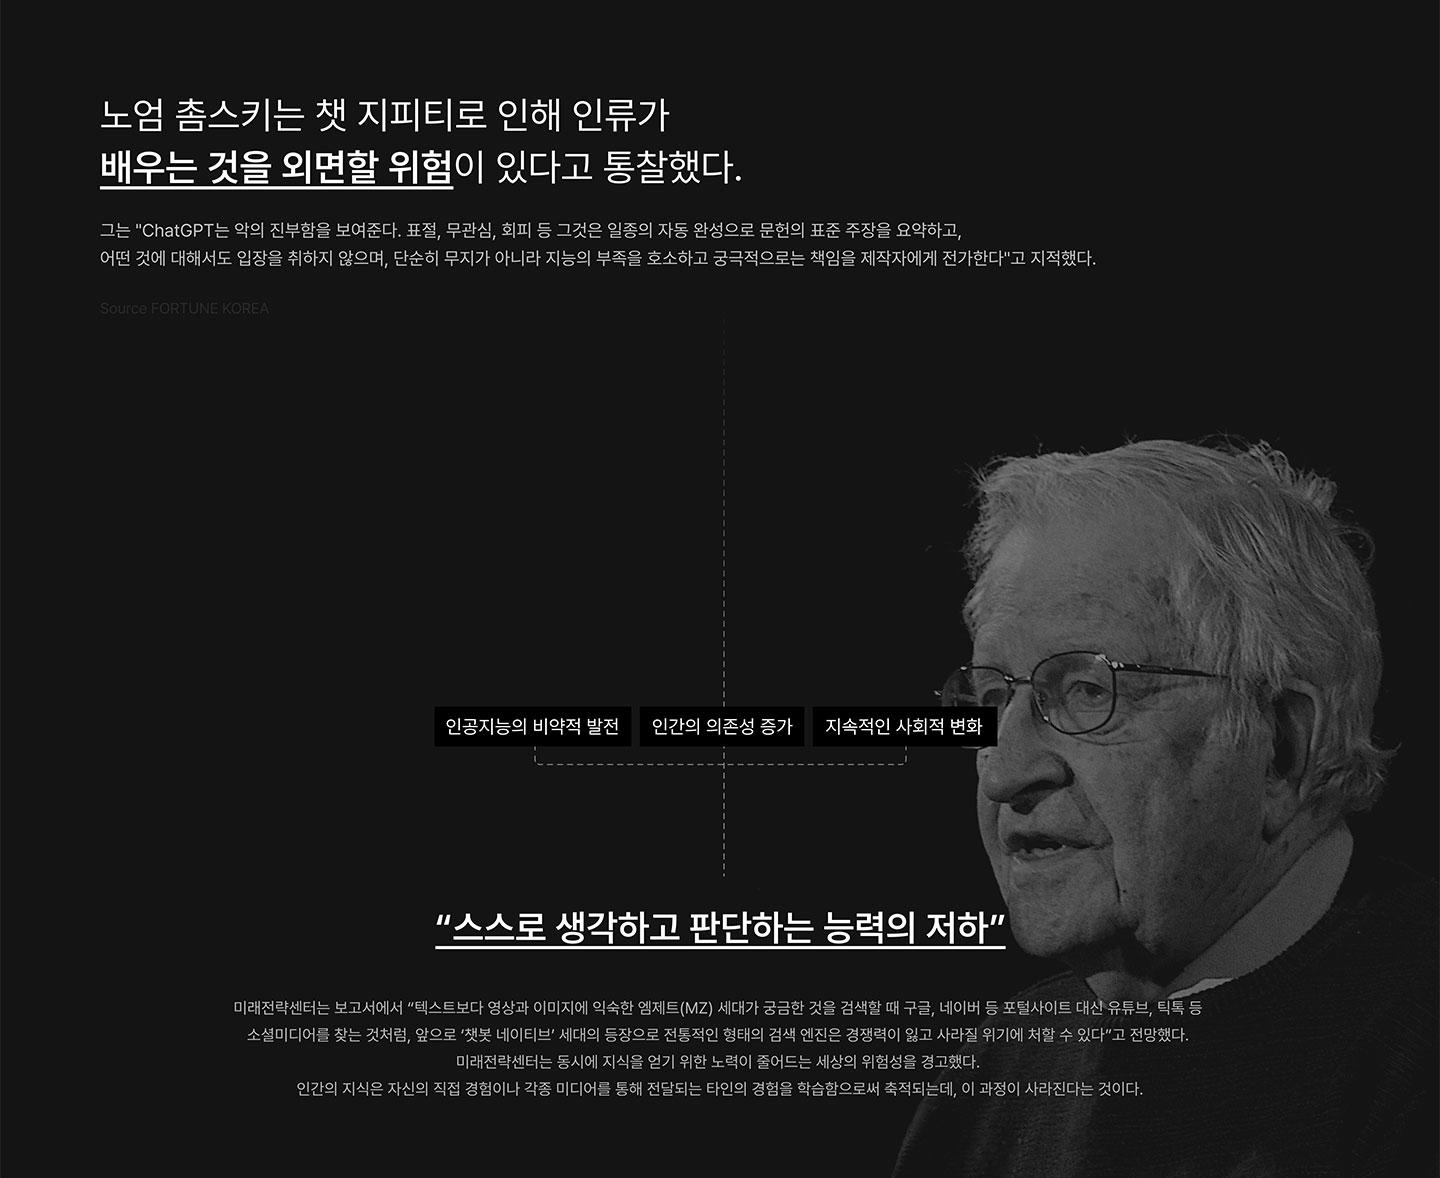 노엄 촘스키는 챗 지피티로 인해 인류가
배우는 것을 외면할 위험이 있다고 통찰했다.
그는 "ChatGPT는 악의 진부함을 보여준다. 표절, 무관심, 회피 등 그것은 일종의 자동 완성으로 문헌의 표준 주장을 요약하고,
어떤 것에 대해서도 입장을 취하지 않으며, 단순히 무지가 아니라 지능의 부족을 호소하고 궁극적으로는 책임을 제작자에게 전가한다"고 지적했다.
Source FORTUNE KOREA
인공지능의 비약적 발전 인간의 의존성 증가 지속적인 사회적 변화
“스스로 생각하고 판단하는 능력의 저하”
미래전략센터는 보고서에서 “텍스트보다 영상과 이미지에 익숙한 엠제트(MZ) 세대가 궁금한 것을 검색할 때 구글, 네이버 등 포털사이트 대신 유튜브, 틱톡 등
소셜미디어를 찾는 것처럼, 앞으로 ‘챗봇 네이티브’ 세대의 등장으로 전통적인 형태의 검색 엔진은 경쟁력이 잃고 사라질 위기에 처할 수 있다”고 전망했다.
미래전략센터는 동시에 지식을 얻기 위한 노력이 줄어드는 세상의 위험성을 경고했다.
인간의 지식은 자신의 직접 경험이나 각종 미디어를 통해 전달되는 타인의 경험을 학습함으로써 축적되는데, 이 과정이 사라진다는 것이다.